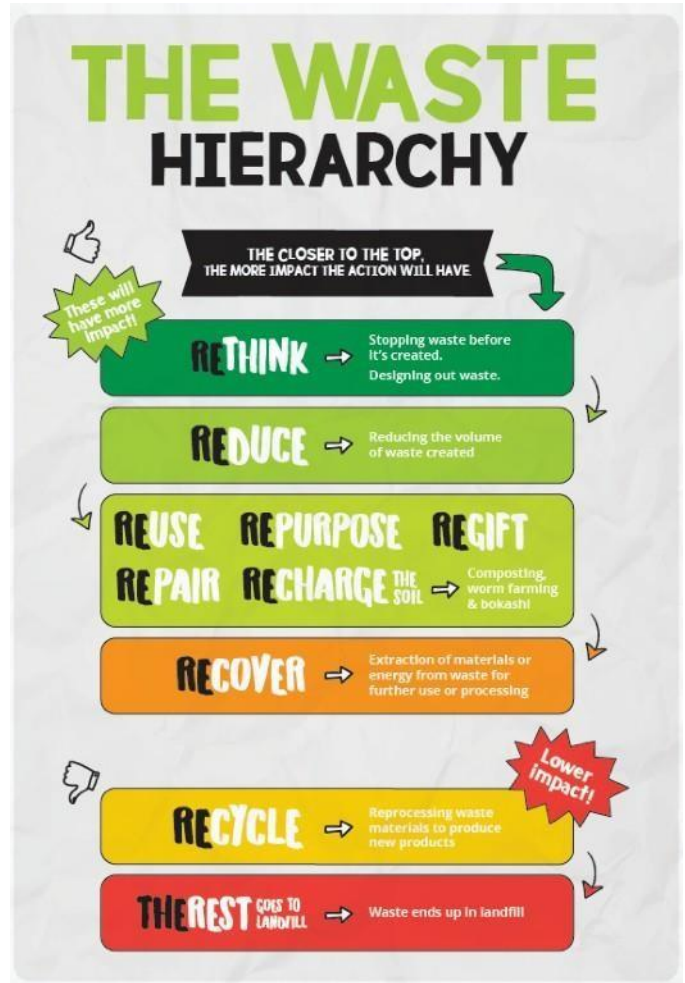 THE WASTE
HIERARCHY
THE CLOSER TO THE TOP,
THE MORE IMPACT THE ACTION WILL HAVE.
These will
have more
impact!
RETHINK
Stopping waste before
it's created.
Designing out waste.
REDUCE
Reducing the volume
of waste created
REUSE REPURPOSE REGIFT
REPAIR RECHARGE THE SOIL
Composting,
worm farming
& bokashi
RECOVER
Extraction of materials or
energy from waste for
further use or processing
Lower
impact!
RECYCLE
Reprocessing waste
materials to produce
new products
THE REST GOES TO LANDFILL
Waste ends up in landfill